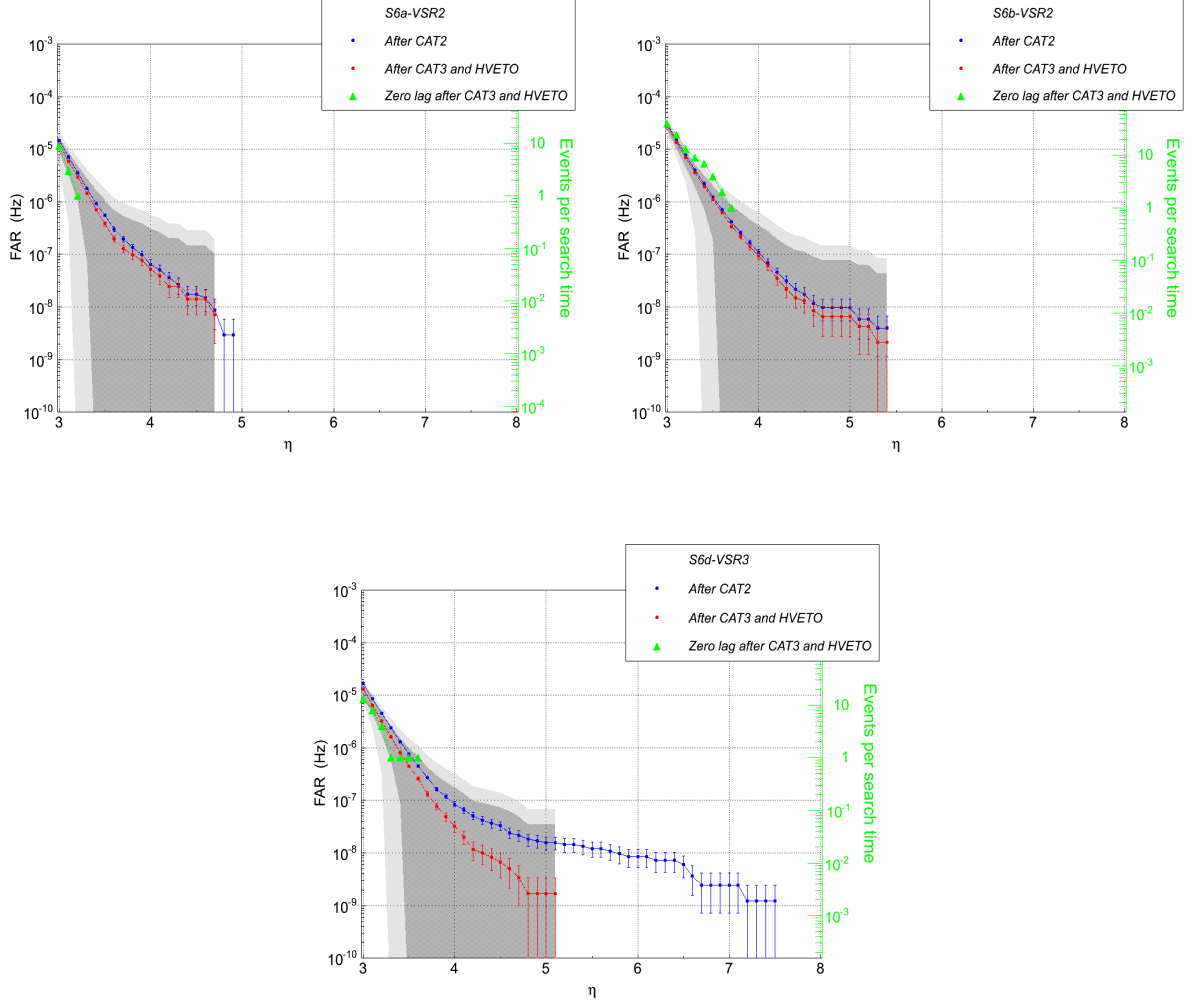 S6a-VSR2
After CAT2
After CAT3 and HVETO
Zero lag after CAT3 and HVETO
FAR (Hz)
10⁻³
10⁻⁴
10⁻⁵
10⁻⁶
10⁻⁷
10⁻⁸
10⁻⁹
10⁻¹⁰
3 4 5 6 7 8
η
10
1
10⁻¹
10⁻²
10⁻³
10⁻⁴
Events per search time
S6b-VSR2
After CAT2
After CAT3 and HVETO
Zero lag after CAT3 and HVETO
FAR (Hz)
10⁻³
10⁻⁴
10⁻⁵
10⁻⁶
10⁻⁷
10⁻⁸
10⁻⁹
10⁻¹⁰
3 4 5 6 7 8
η
10
1
10⁻¹
10⁻²
10⁻³
Events per search time
S6d-VSR3
After CAT2
After CAT3 and HVETO
Zero lag after CAT3 and HVETO
FAR (Hz)
10⁻³
10⁻⁴
10⁻⁵
10⁻⁶
10⁻⁷
10⁻⁸
10⁻⁹
10⁻¹⁰
3 4 5 6 7 8
η
10
1
10⁻¹
10⁻²
10⁻³
Events per search time